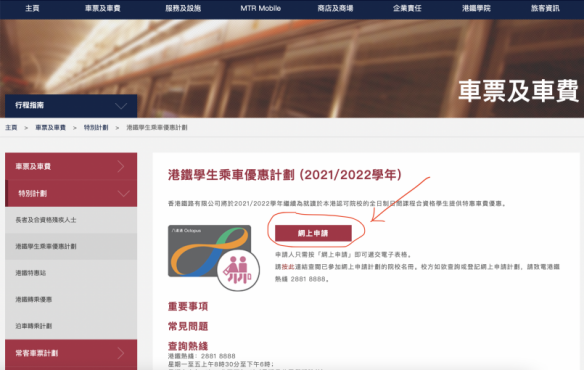 主頁 車票及車費 服務及設施 MTR Mobile 商店及商場 企業責任 港鐵學院 旅客資訊
車票及車費
行程指南
主頁 > 車票及車費 > 特別計劃 > 港鐵學生乘車優惠計劃
車票及車費
特別計劃
長者及合資格殘疾人士
港鐵學生乘車優惠計劃
港鐵特惠站
港鐵轉乘優惠
沿車轉乘計劃
常客車票計劃
港鐵學生乘車優惠計劃 (2021/2022學年)
香港鐵路有限公司將於2021/2022學年繼續為就讀於本港認可院校的全日制日間課程合資格學生提供特惠車費優惠。
八達通 Octopus
網上申請
申請人只需按「網上申請」即可遞交電子表格。
請按此連結查閱已參加網上申請計劃的院校名冊。校方如欲查詢或登記網上申請計劃，請致電港鐵
熱綫 2881 8888。
重要事項
常見問題
查詢熱綫
港鐵熱綫：2881 8888
星期一至五上午8時30分至下午6時；